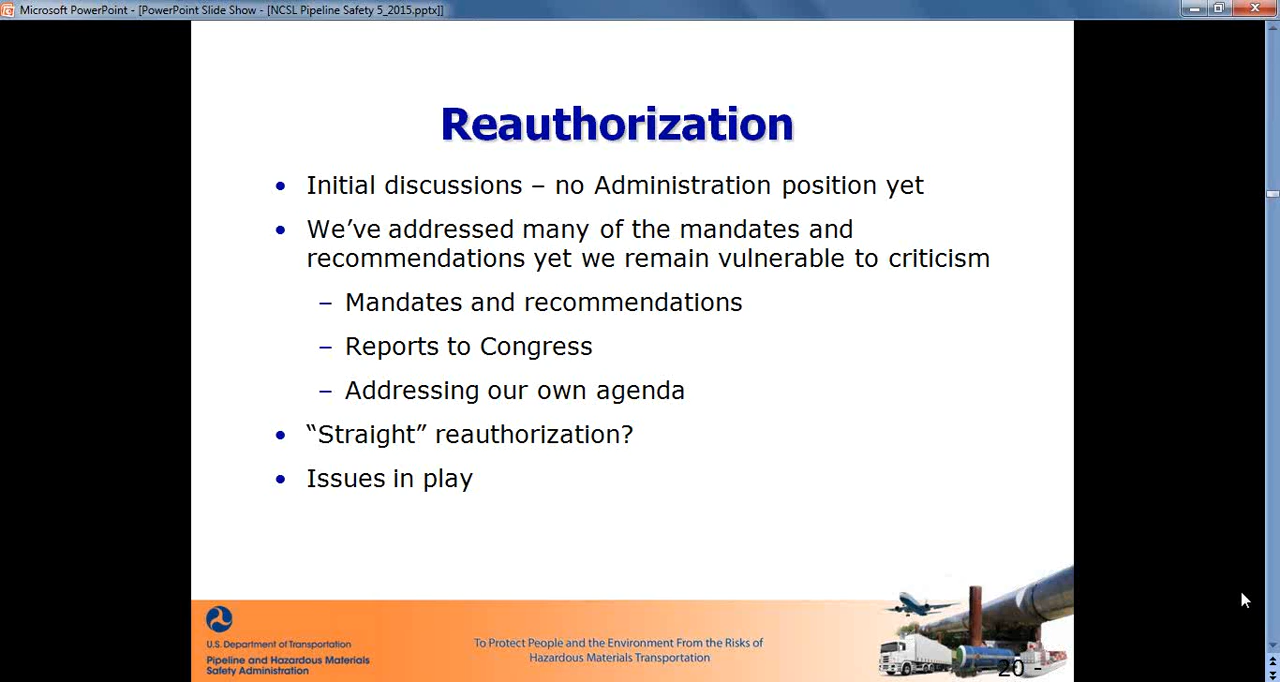 Microsoft PowerPoint - [PowerPoint Slide Show - [NCSL Pipeline Safety 5_2015.pptx]]
Reauthorization
• Initial discussions – no Administration position yet
• We’ve addressed many of the mandates and
recommendations yet we remain vulnerable to criticism
– Mandates and recommendations
– Reports to Congress
– Addressing our own agenda
• “Straight” reauthorization?
• Issues in play
U.S. Department of Transportation
Pipeline and Hazardous Materials
Safety Administration
To Protect People and the Environment From the Risks of
Hazardous Materials Transportation
20 -